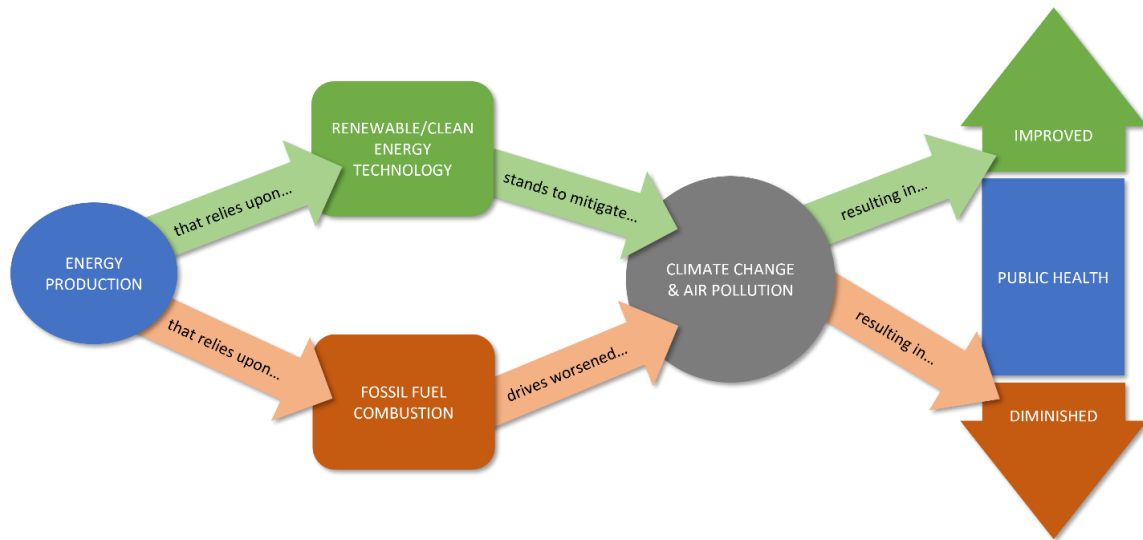 ENERGY
PRODUCTION
that relies upon...
RENEWABLE/CLEAN
ENERGY
TECHNOLOGY
stands to mitigate...
that relies upon...
FOSSIL FUEL
COMBUSTION
drives worsened...
CLIMATE CHANGE
& AIR POLLUTION
resulting in...
IMPROVED
PUBLIC HEALTH
resulting in...
DIMINISHED